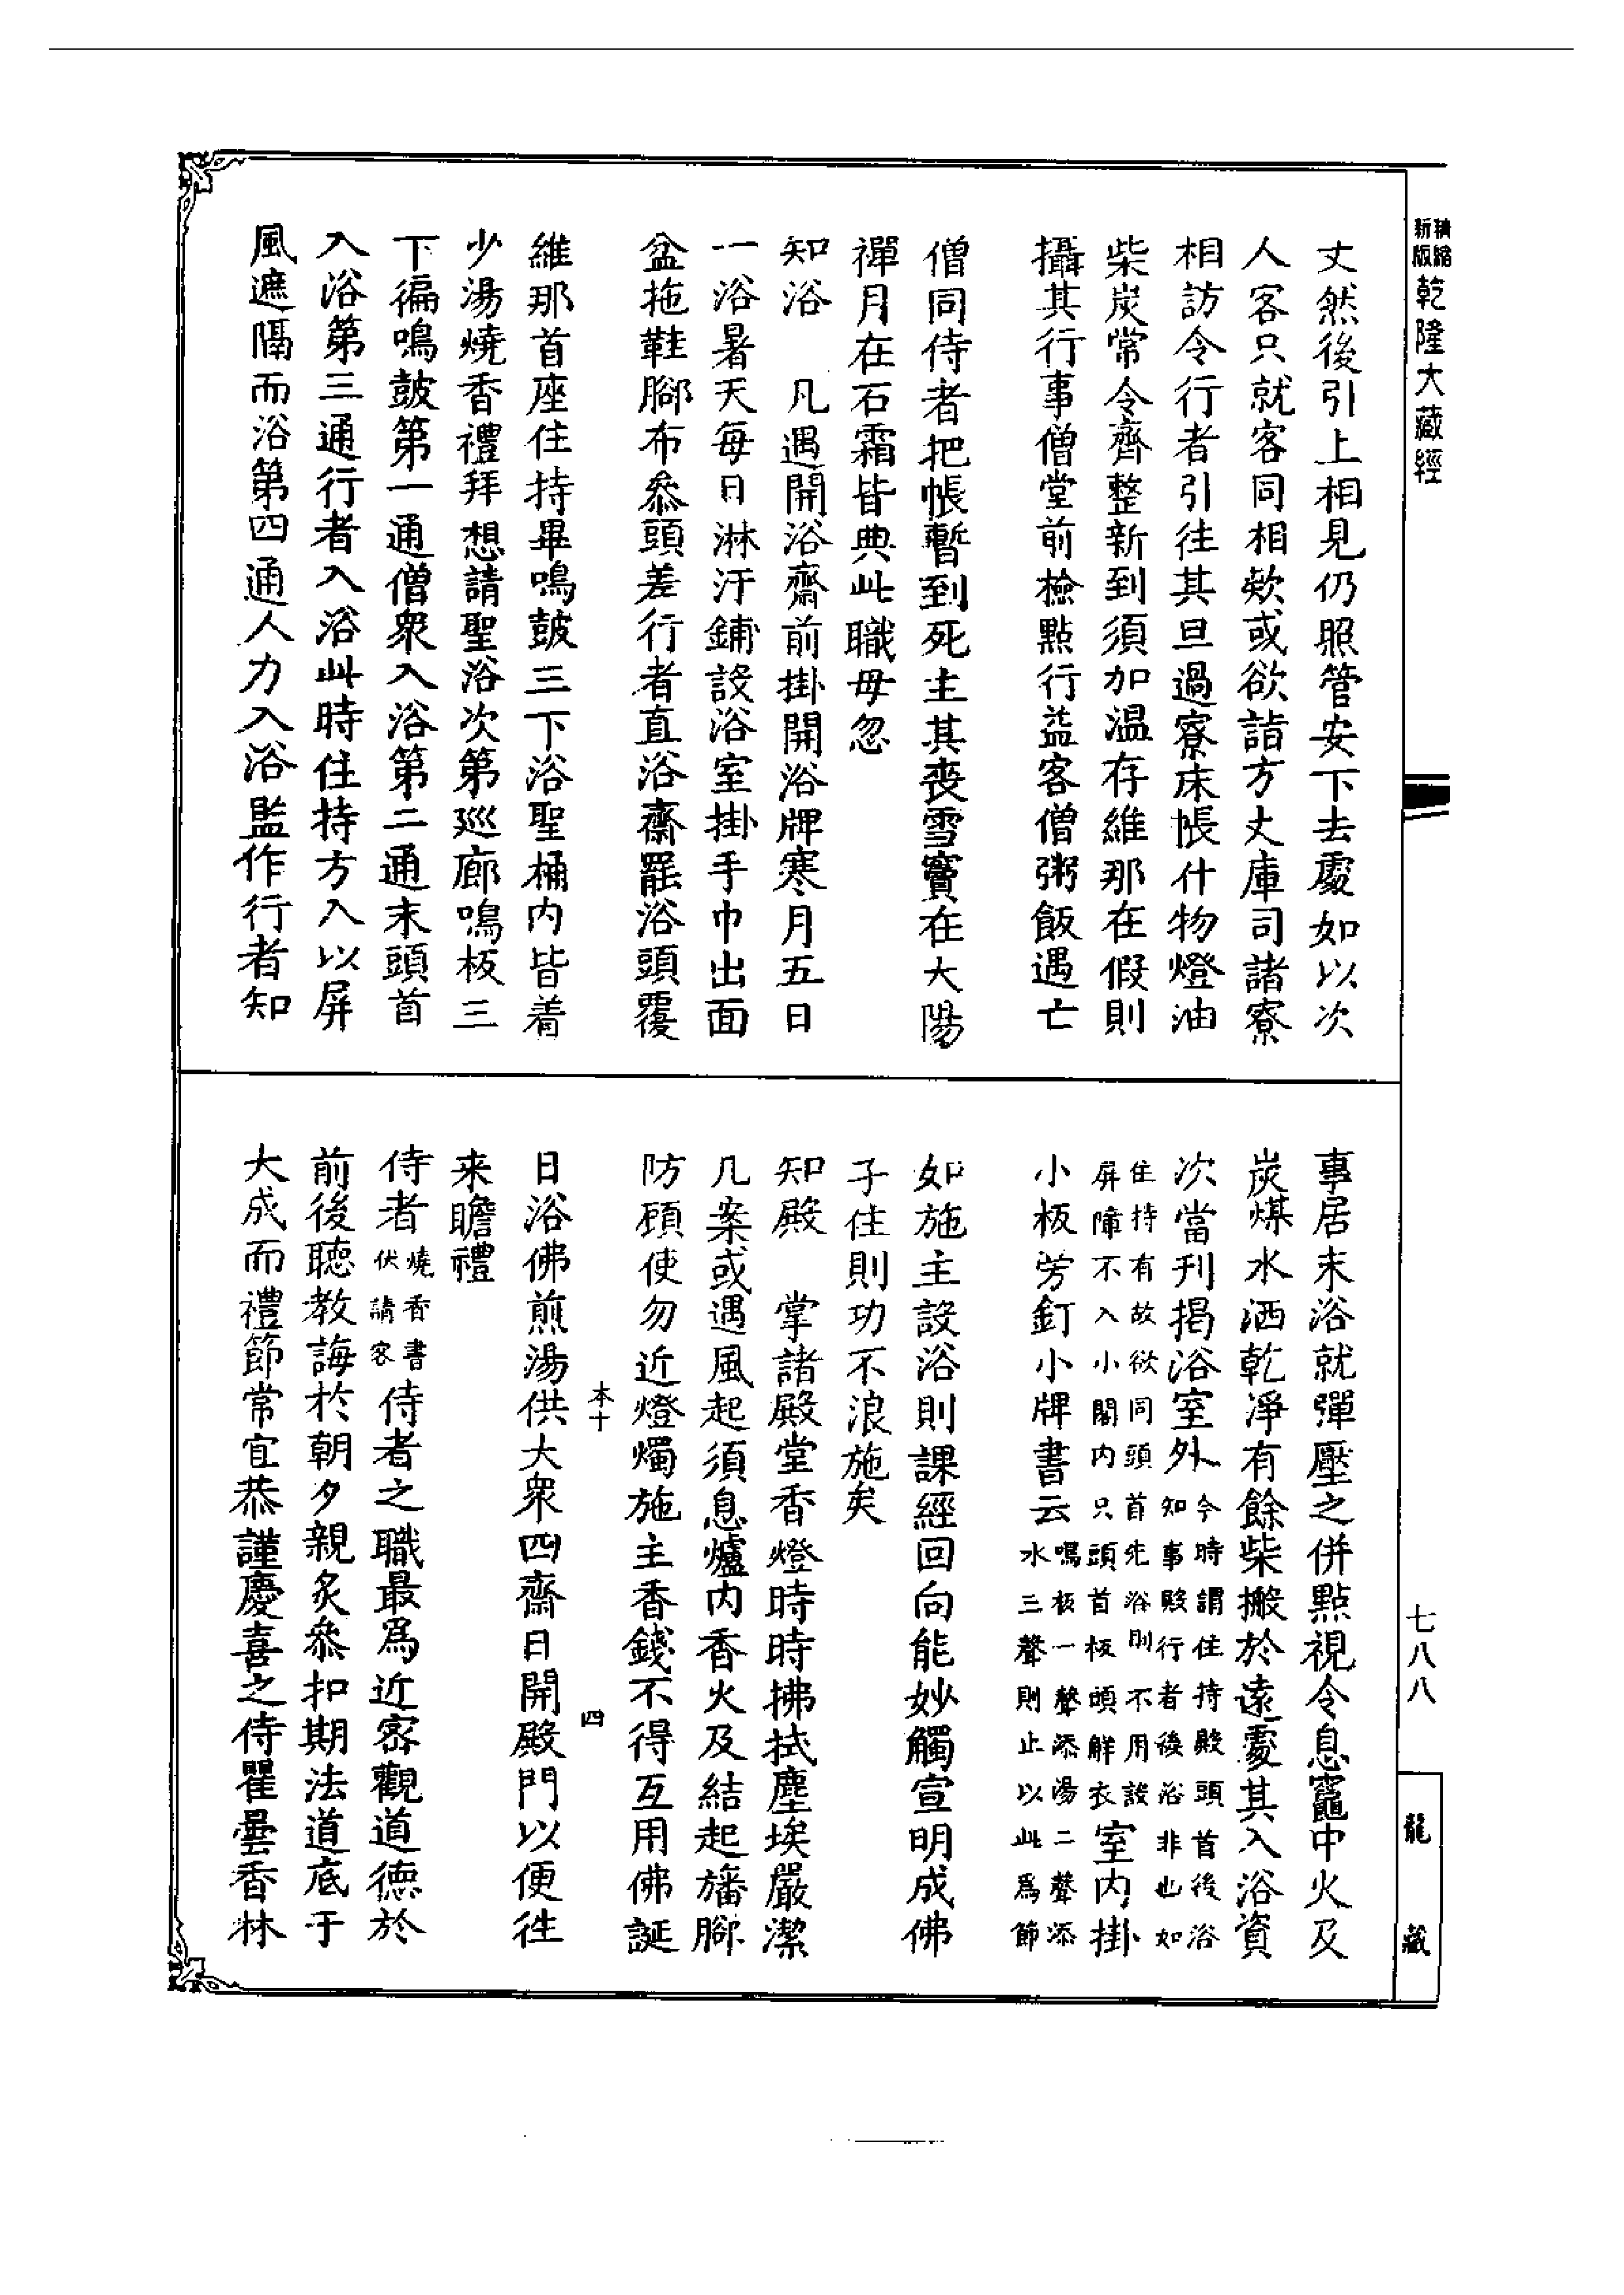 精縮
新版
乾隆大藏經
丈然後引上相見仍照管安下去處如以次
人客只就客同相欵或欲詣方丈庫司諸寮
相訪令行者引往其旦過寮床帳什物燈油
柴炭常令齊整新到須加溫存維那在假則
攝其行事僧堂前檢點行益客僧粥飯遇亡
僧同侍者把帳暫到死主其喪雪竇在大陽
禪月在石霜皆典此職毋忽
知浴　凡遇開浴齋前掛開浴牌寒月五日
一浴暑天每日淋汗鋪設浴室掛手巾出面
盆拖鞋腳布叅頭差行者直浴齋罷浴頭覆
維那首座住持畢鳴鼓三下浴聖桶內皆着
少湯燒香禮拜想請聖浴次第廵廊鳴板三
下徧鳴鼓第一通僧衆入浴第二通末頭首
入浴第三通行者入浴此時住持方入以屏
風遮隔而浴第四通人力入浴監作行者知
事居末浴就彈壓之併點視令息竈中火及
炭煤水洒乾淨有餘柴搬於遠處其入浴資
次當刋揭浴室外今時謂住持殿頭首後浴
知事殿行者後浴非也如
住持有故欲同頭首先浴則不用設
屏障不入小閣內只頭首板頭解衣室內掛
小板旁釘小牌書云鳴板一聲添湯二聲添
水三聲則止以此爲節
如施主設浴則課經回向能妙觸宣明成佛
子住則功不浪施矣
知殿　掌諸殿堂香燈時時拂拭塵埃嚴潔
几案或遇風起須息爐內香火及結起旛腳
防顧使勿近燈燭施主香錢不得互用佛誕
本十　四
日浴佛煎湯供大衆四齋日開殿門以便徃
来瞻禮
侍者燒香書
伏請客
侍者之職最爲近密觀道德於
前後聽教誨於朝夕親炙叅扣期法道底于
大成而禮節常宜恭謹慶喜之侍瞿曇香林
七八八
龍藏